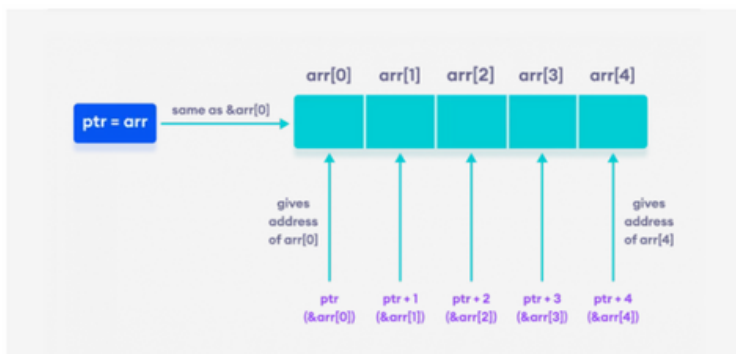 arr[0] arr[1] arr[2] arr[3] arr[4]
ptr = arr
same as &arr[0]
gives
address
of arr[0]
gives
address
of arr[4]
ptr ptr + 1 ptr + 2 ptr + 3 ptr + 4
(&arr[0]) (&arr[1]) (&arr[2]) (&arr[3]) (&arr[4])